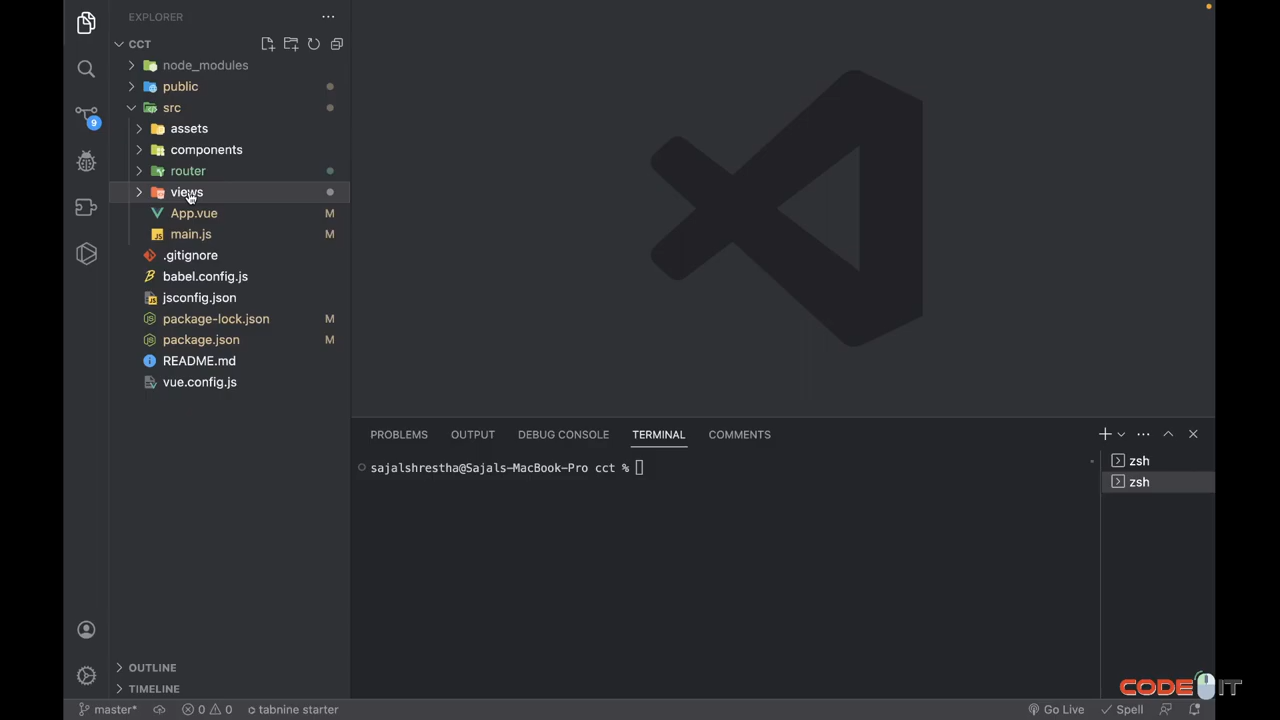 EXPLORER
CCT
node_modules
public
src
assets
components
router
views
App.vue M
main.js M
.gitignore
babel.config.js
jsconfig.json
package-lock.json M
package.json M
README.md
vue.config.js
OUTLINE
TIMELINE
9
PROBLEMS OUTPUT DEBUG CONSOLE TERMINAL COMMENTS
sajalshrestha@Sajals-MacBook-Pro cct %
zsh
zsh
master* 0 0 tabnine starter Go Live Spell
CODE IT